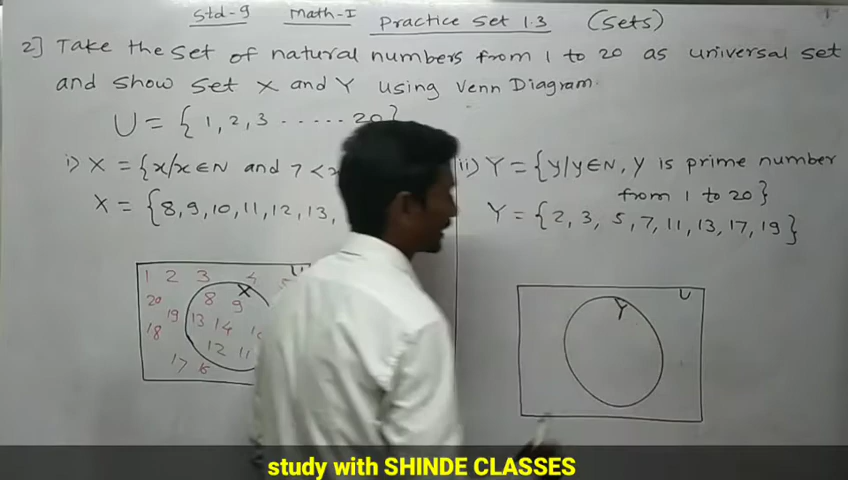 Std-9 Math-I Practice Set 1.3 (Sets)
2] Take the set of natural numbers from 1 to 20 as universal set
and show set X and Y using Venn Diagram.
U = { 1, 2, 3 ..... 20}
i) X = {x/x ∈ N and 7 < x
X = {8, 9, 10, 11, 12, 13,
ii) Y = {y/y ∈ N, y is prime number
from 1 to 20}
Y = {2, 3, 5, 7, 11, 13, 17, 19}
1 2 3 4 U
X
20 8 9
19 13 14
18
12 11
17 16
U
Y
study with SHINDE CLASSES